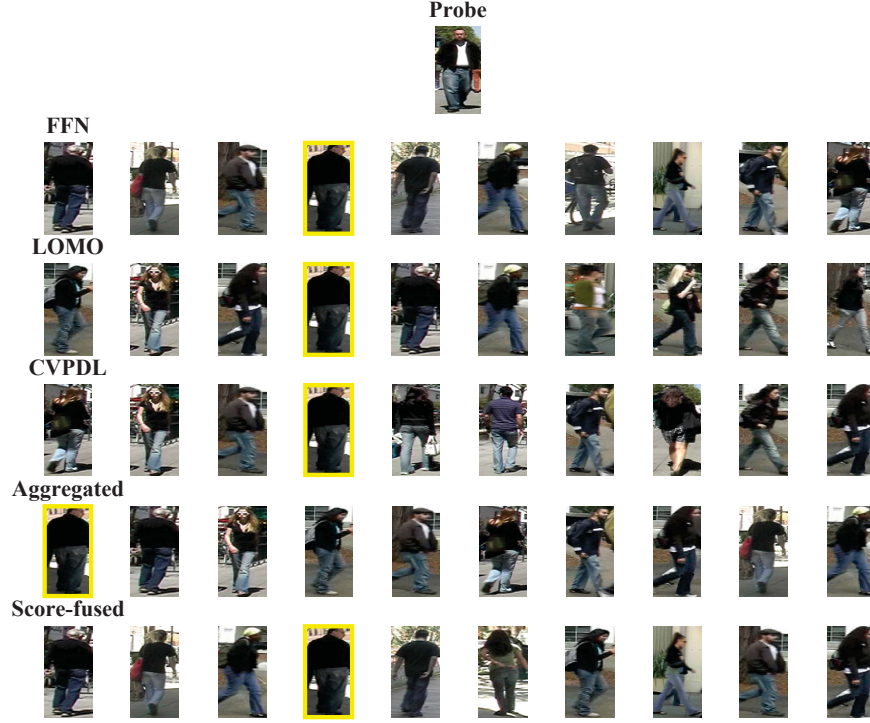 Probe
FFN
LOMO
CVPDL
Aggregated
Score-fused